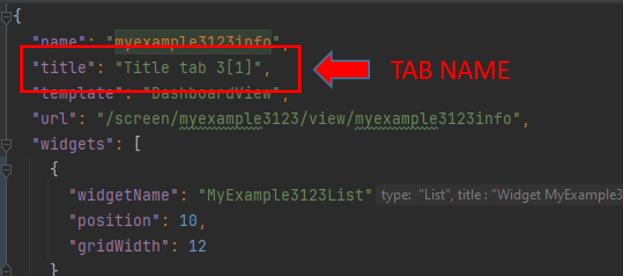 {
"name": "myexample3123info",
"title": "Title tab 3[1]",
TAB NAME
"template": "DashboardView",
"url": "/screen/myexample3123/view/myexample3123info",
"widgets": [
{
"widgetName": "MyExample3123List" type: "List", title : "Widget MyExample3
"position": 10,
"gridWidth": 12
}